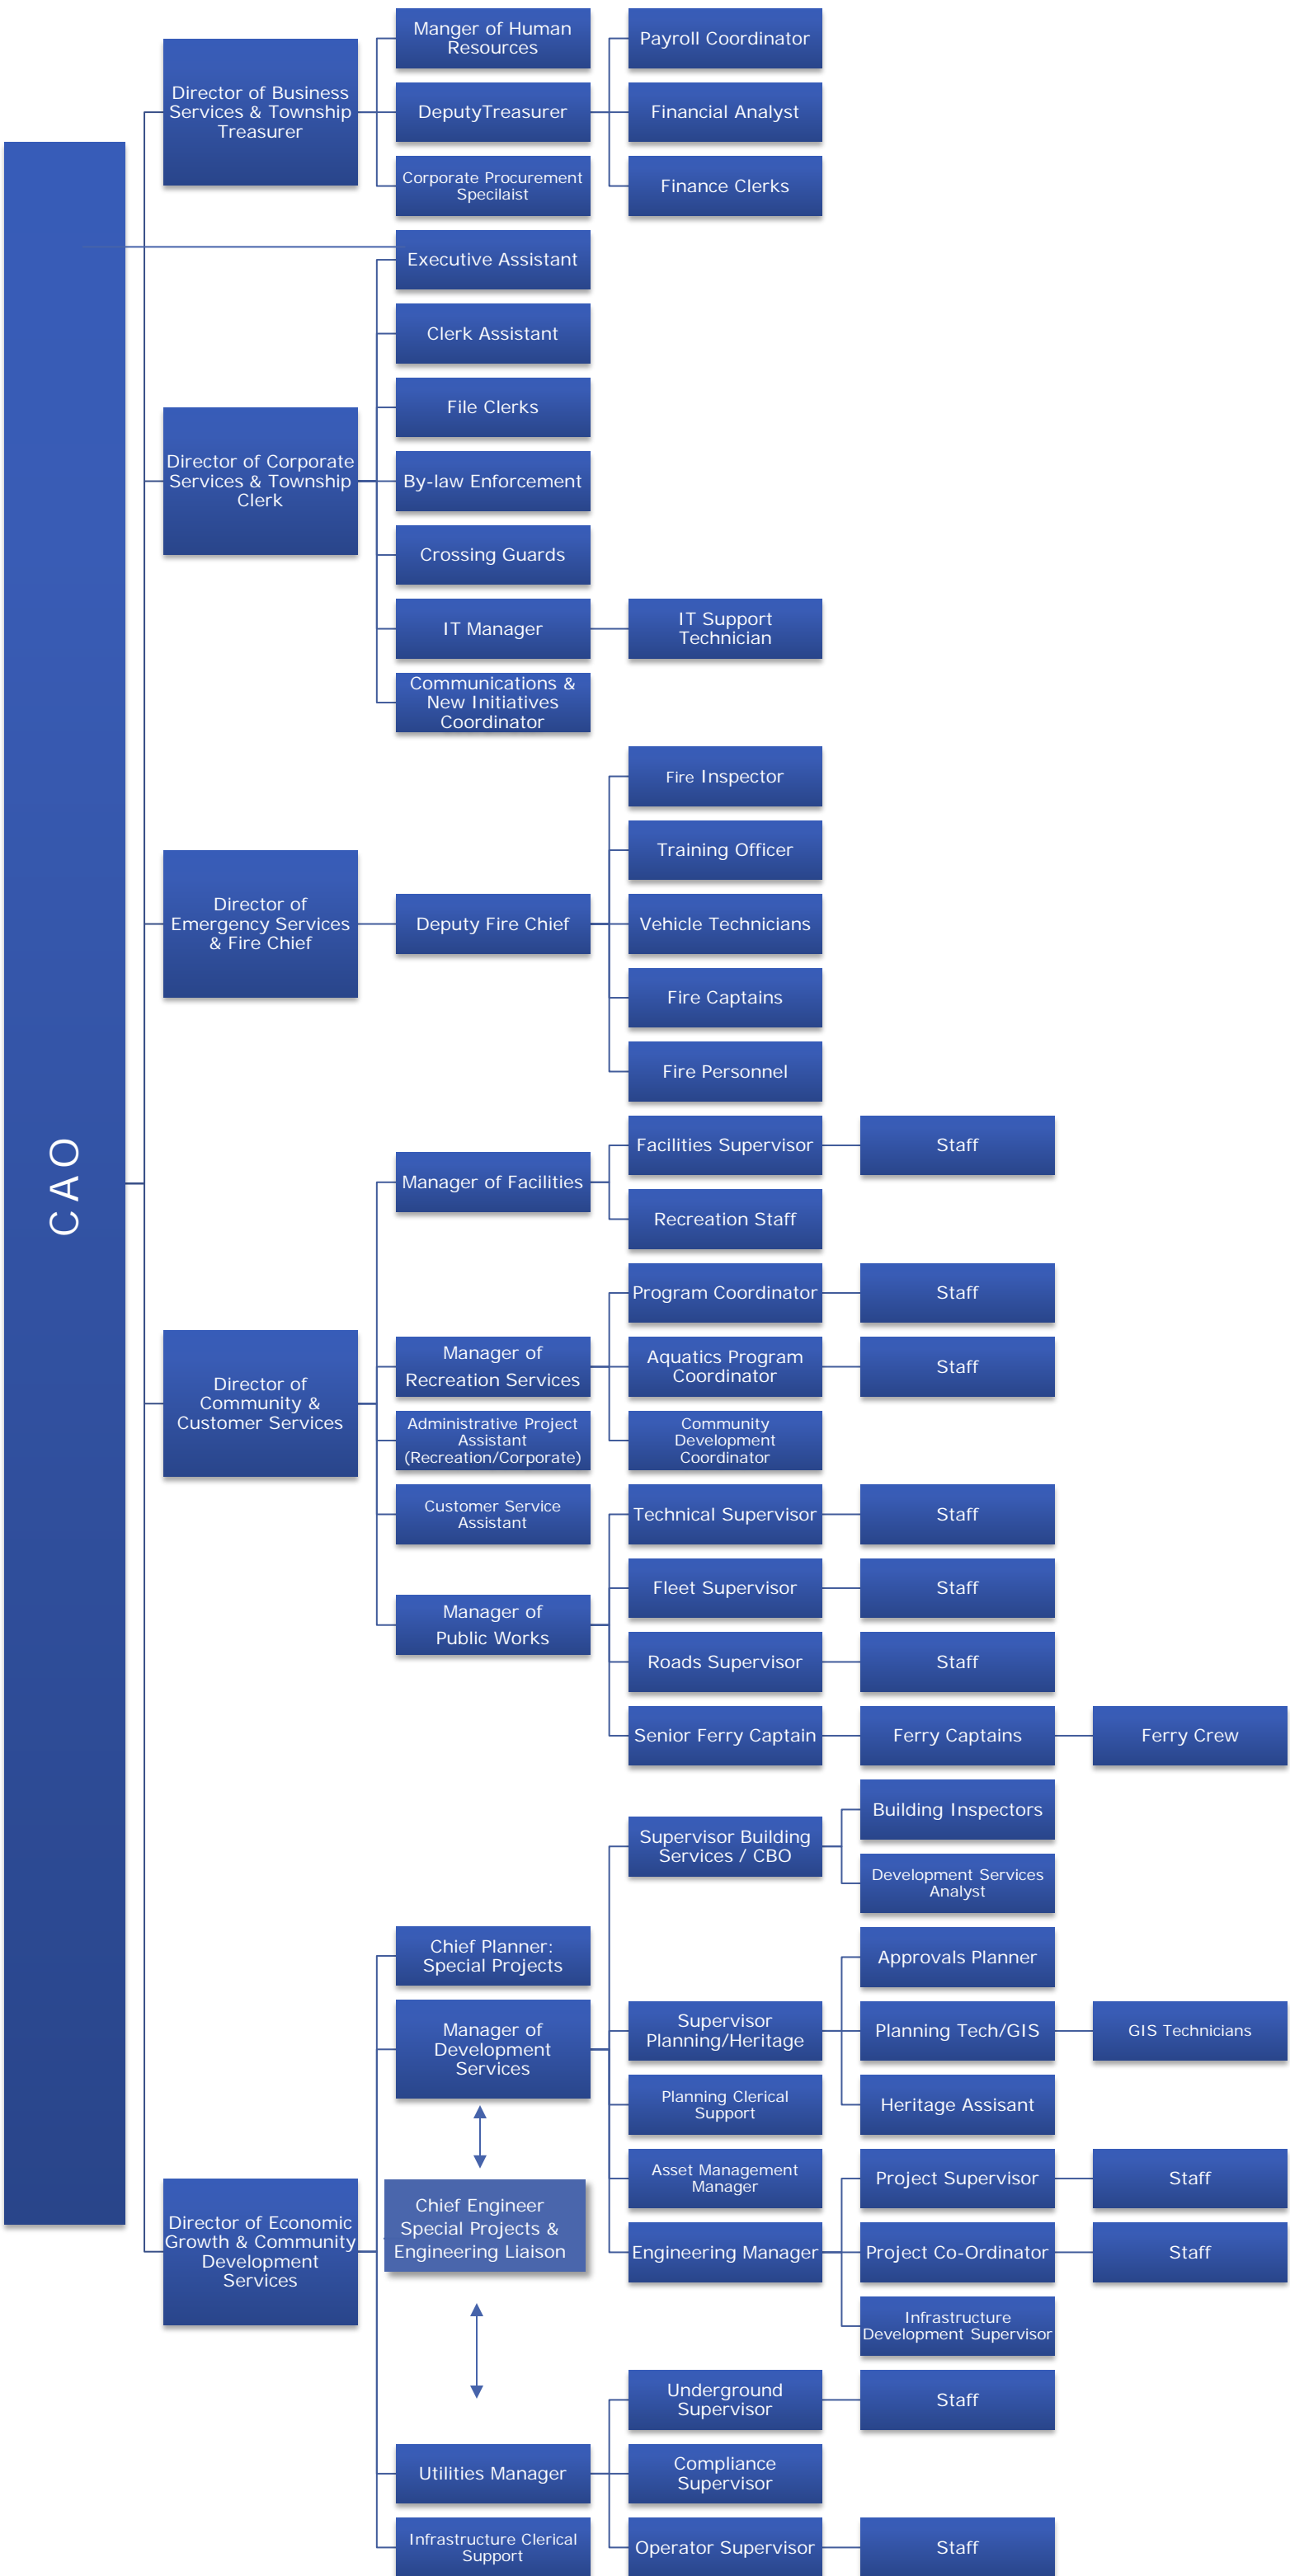 CAO
Director of Business
Services & Township
Treasurer
Manger of Human
Resources
DeputyTreasurer
Payroll Coordinator
Financial Analyst
Finance Clerks
Corporate Procurement
Specilaist
Director of Corporate
Services & Township
Clerk
Executive Assistant
Clerk Assistant
File Clerks
By-law Enforcement
Crossing Guards
IT Manager
IT Support
Technician
Communications &
New Initiatives
Coordinator
Director of
Emergency Services
& Fire Chief
Deputy Fire Chief
Fire Inspector
Training Officer
Vehicle Technicians
Fire Captains
Fire Personnel
Director of
Community &
Customer Services
Manager of Facilities
Facilities Supervisor
Staff
Recreation Staff
Manager of
Recreation Services
Program Coordinator
Staff
Aquatics Program
Coordinator
Staff
Community
Development
Coordinator
Administrative Project
Assistant
(Recreation/Corporate)
Customer Service
Assistant
Manager of
Public Works
Technical Supervisor
Staff
Fleet Supervisor
Staff
Roads Supervisor
Staff
Senior Ferry Captain
Ferry Captains
Ferry Crew
Director of Economic
Growth & Community
Development
Services
Chief Planner:
Special Projects
Manager of
Development
Services
Supervisor Building
Services / CBO
Building Inspectors
Development Services
Analyst
Supervisor
Planning/Heritage
Approvals Planner
Planning Tech/GIS
GIS Technicians
Heritage Assisant
Planning Clerical
Support
Asset Management
Manager
Engineering Manager
Project Supervisor
Staff
Project Co-Ordinator
Staff
Infrastructure
Development Supervisor
Chief Engineer
Special Projects &
Engineering Liaison
Utilities Manager
Underground
Supervisor
Staff
Compliance
Supervisor
Operator Supervisor
Staff
Infrastructure Clerical
Support